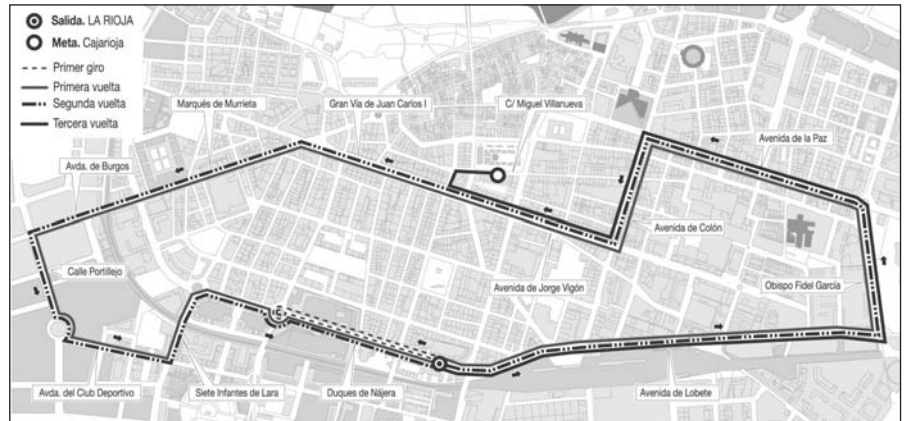 Salida. LA RIOJA
Meta. Cajarioja
Primer giro
Primera vuelta
Segunda vuelta
Tercera vuelta
Marqués de Murrieta
Gran Vía de Juan Carlos I
C/ Miguel Villanueva
Avenida de la Paz
Avda. de Burgos
Avenida de Colón
Calle Portillejo
Avenida de Jorge Vigón
Obispo Fidel García
Avda. del Club Deportivo
Siete Infantes de Lara
Duques de Nájera
Avenida de Lobete